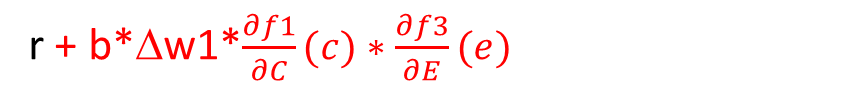 r + b*Δw1*∂f1/∂C (c) * ∂f3/∂E (e)